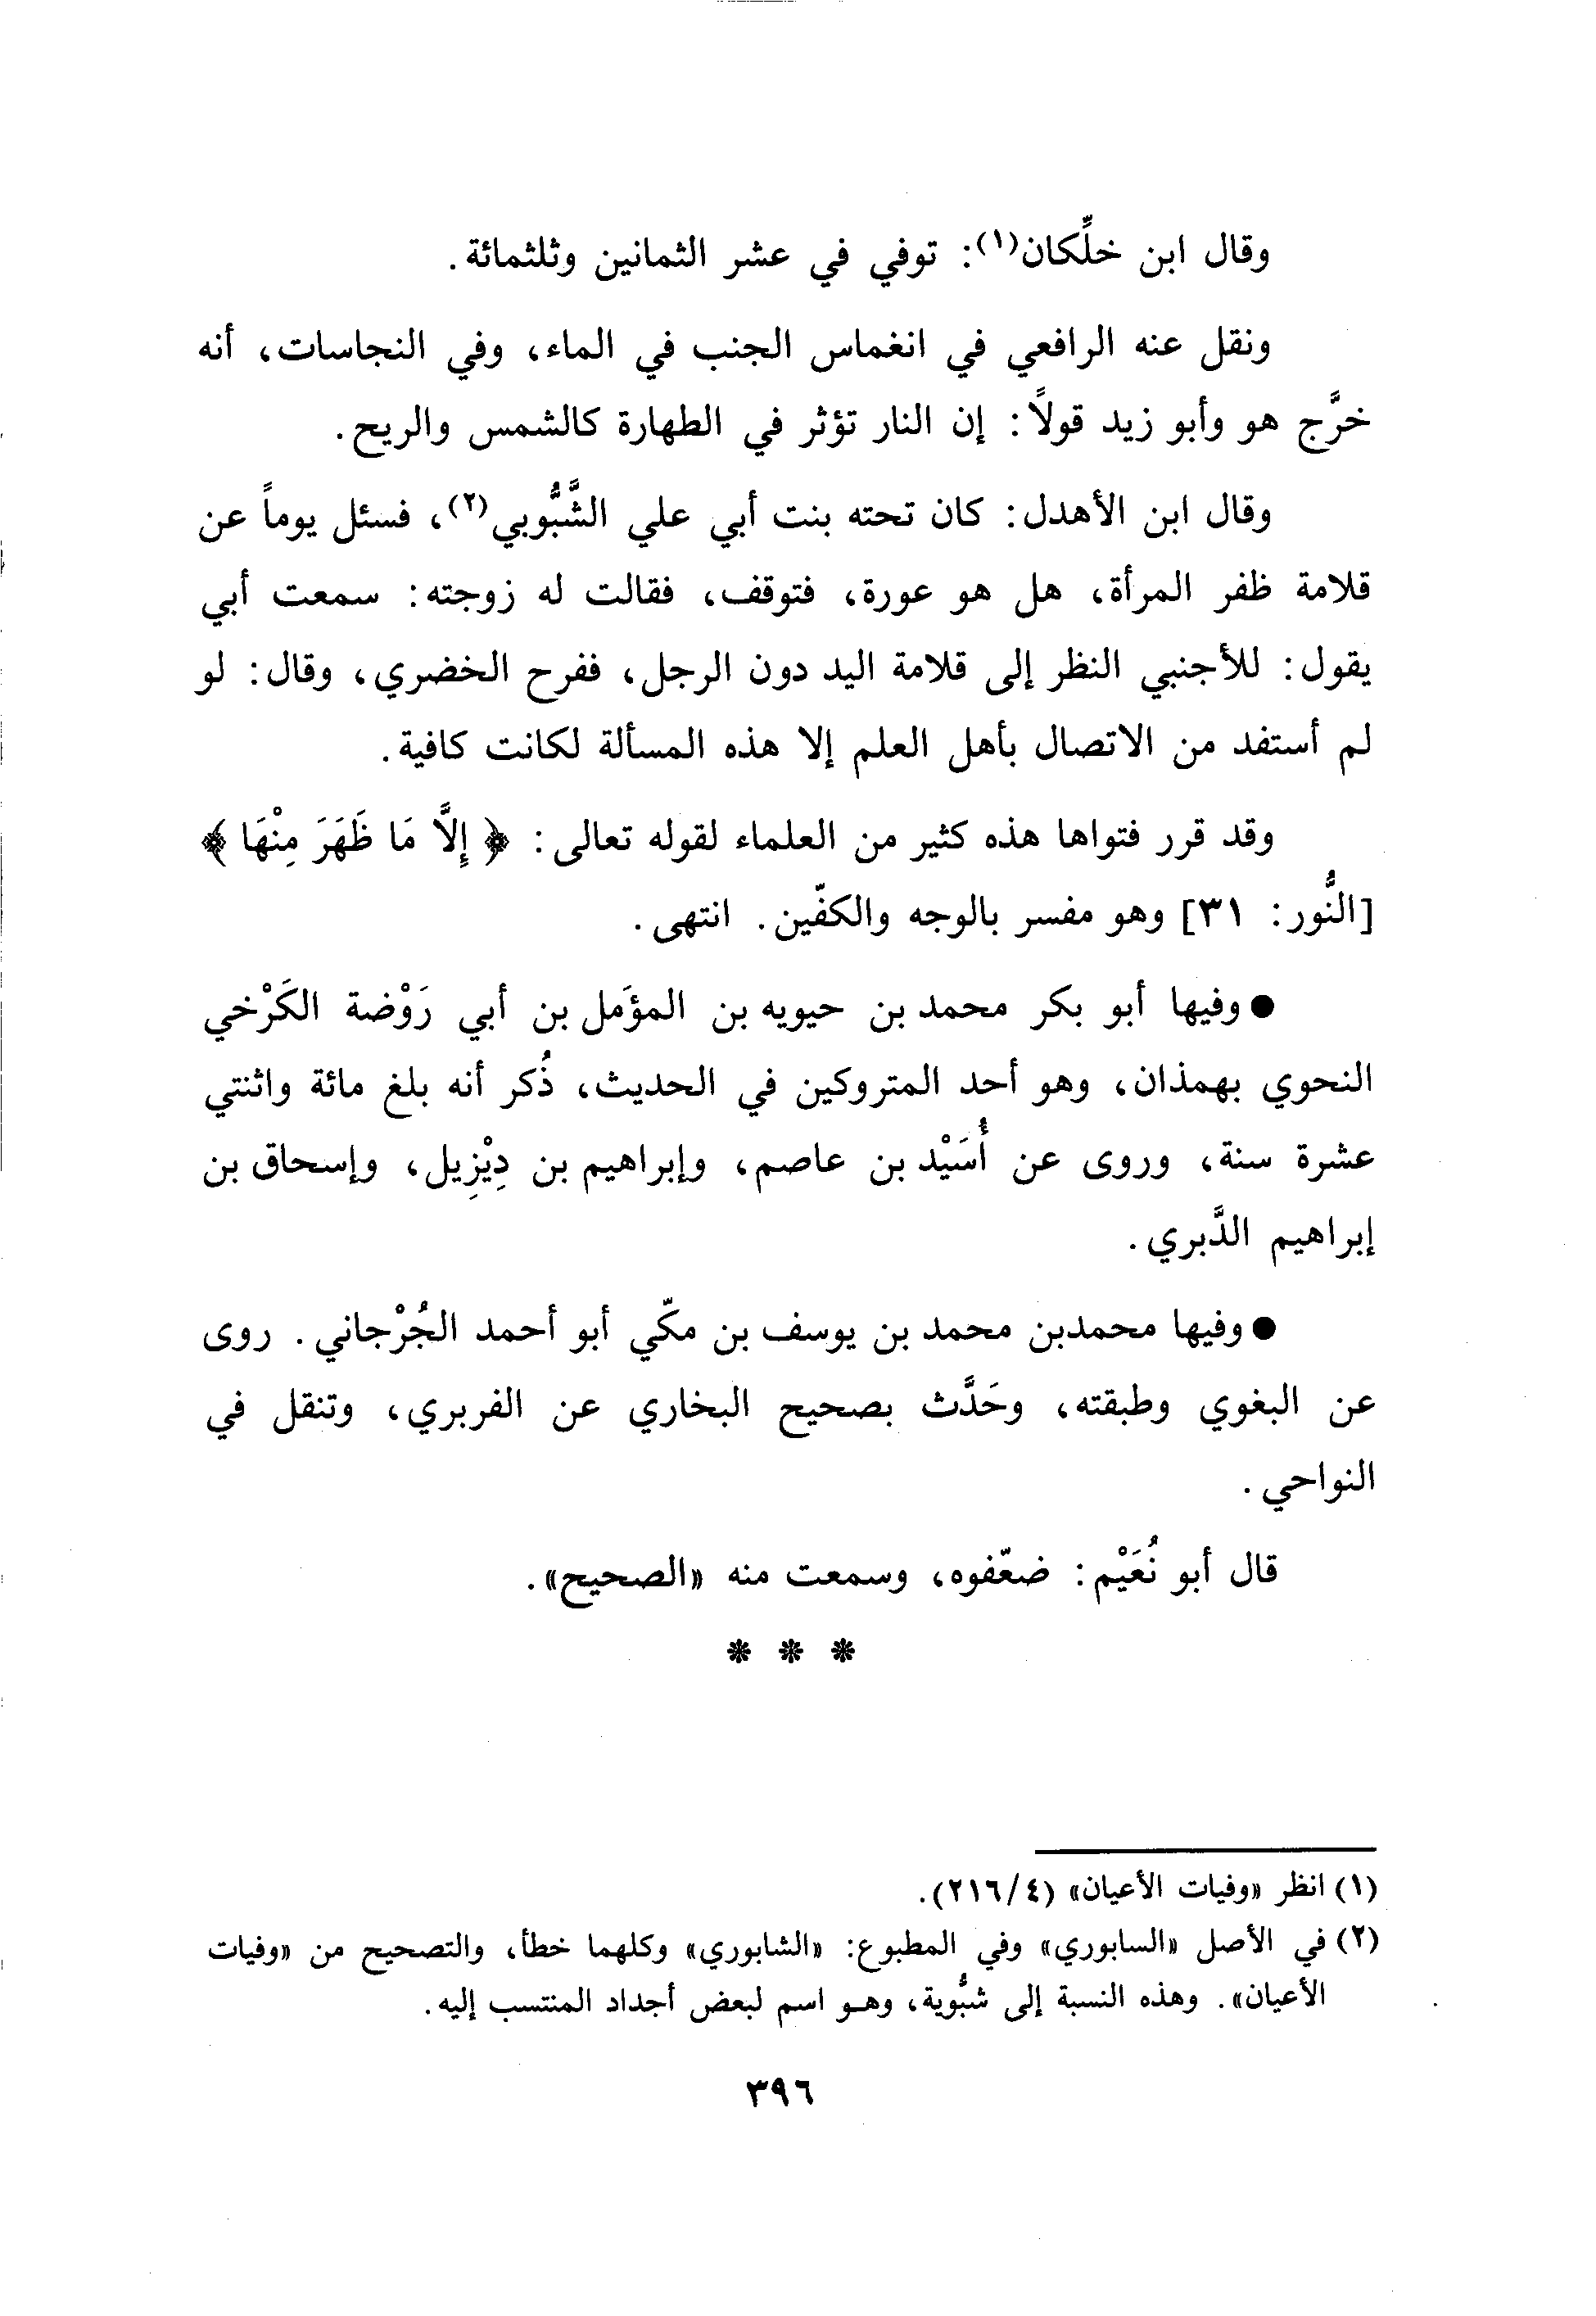 وقال ابن خلِّكان(١): توفي في عشر الثمانين وثلثمائة.
ونقل عنه الرافعي في انغماس الجنب في الماء، وفي النجاسات، أنه
خرَّج هو وأبو زيد قولاً: إن النار تؤثر في الطهارة كالشمس والريح.
وقال ابن الأهدل: كان تحته بنت أبي علي الشَّبُّوبي(٢)، فسئل يوماً عن
قلامة ظفر المرأة، هل هو عورة، فتوقف، فقالت له زوجته: سمعت أبي
يقول: للأجنبي النظر إلى قلامة اليد دون الرجل، ففرح الخضري، وقال: لو
لم أستفد من الاتصال بأهل العلم إلا هذه المسألة لكانت كافية.
وقد قرر فتواها هذه كثير من العلماء لقوله تعالى: ﴿ إِلاَّ مَا ظَهَرَ مِنْهَا ﴾
[النُّور: ٣١] وهو مفسر بالوجه والكفّين. انتهى.
● وفيها أبو بكر محمد بن حيويه بن المؤَمل بن أبي رَوْضة الكَرْخي
النحوي بهمذان، وهو أحد المتروكين في الحديث، ذُكر أنه بلغ مائة واثنتي
عشرة سنة، وروى عن أُسَيْد بن عاصم، وإبراهيم بن دِيْزِيل، وإسحاق بن
إبراهيم الدَّبري.
● وفيها محمدبن محمد بن يوسف بن مكّي أبو أحمد الجُرْجاني. روى
عن البغوي وطبقته، وحَدَّث بصحيح البخاري عن الفربري، وتنقل في
النواحي.
قال أبو نُعَيْم: ضعّفوه، وسمعت منه «الصحيح».
* * *
(١) انظر «وفيات الأعيان» (٤/٢١٦).
(٢) في الأصل «السابوري» وفي المطبوع: «الشابوري» وكلهما خطأ، والتصحيح من «وفيات
الأعيان». وهذه النسبة إلى شبُّوية، وهو اسم لبعض أجداد المنتسب إليه.
٣٩٦